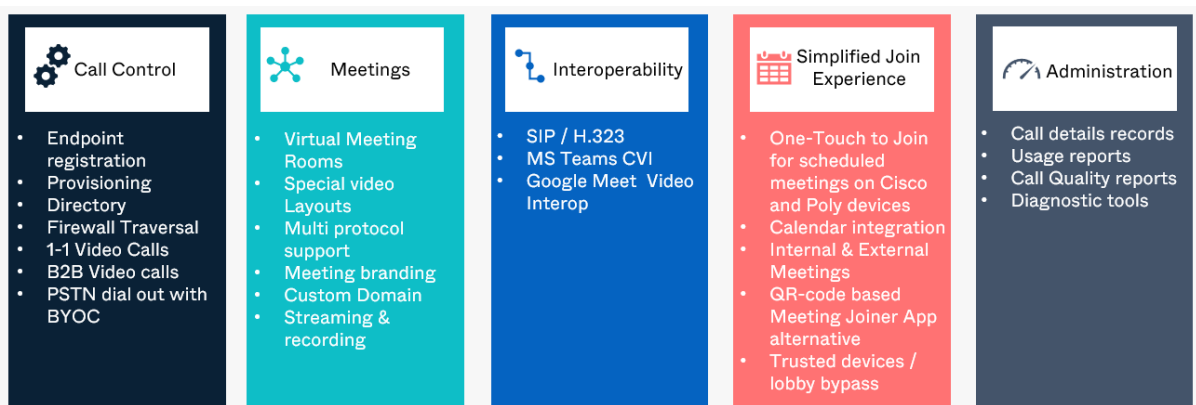 Call Control
• Endpoint
registration
• Provisioning
• Directory
• Firewall Traversal
• 1-1 Video Calls
• B2B Video calls
• PSTN dial out with
BYOC
Meetings
• Virtual Meeting
Rooms
• Special video
Layouts
• Multi protocol
support
• Meeting branding
• Custom Domain
• Streaming &
recording
Interoperability
• SIP / H.323
• MS Teams CVI
• Google Meet Video
Interop
Simplified Join
Experience
• One-Touch to Join
for scheduled
meetings on Cisco
and Poly devices
• Calendar integration
• Internal & External
Meetings
• QR-code based
Meeting Joiner App
alternative
• Trusted devices /
lobby bypass
Administration
• Call details records
• Usage reports
• Call Quality reports
• Diagnostic tools